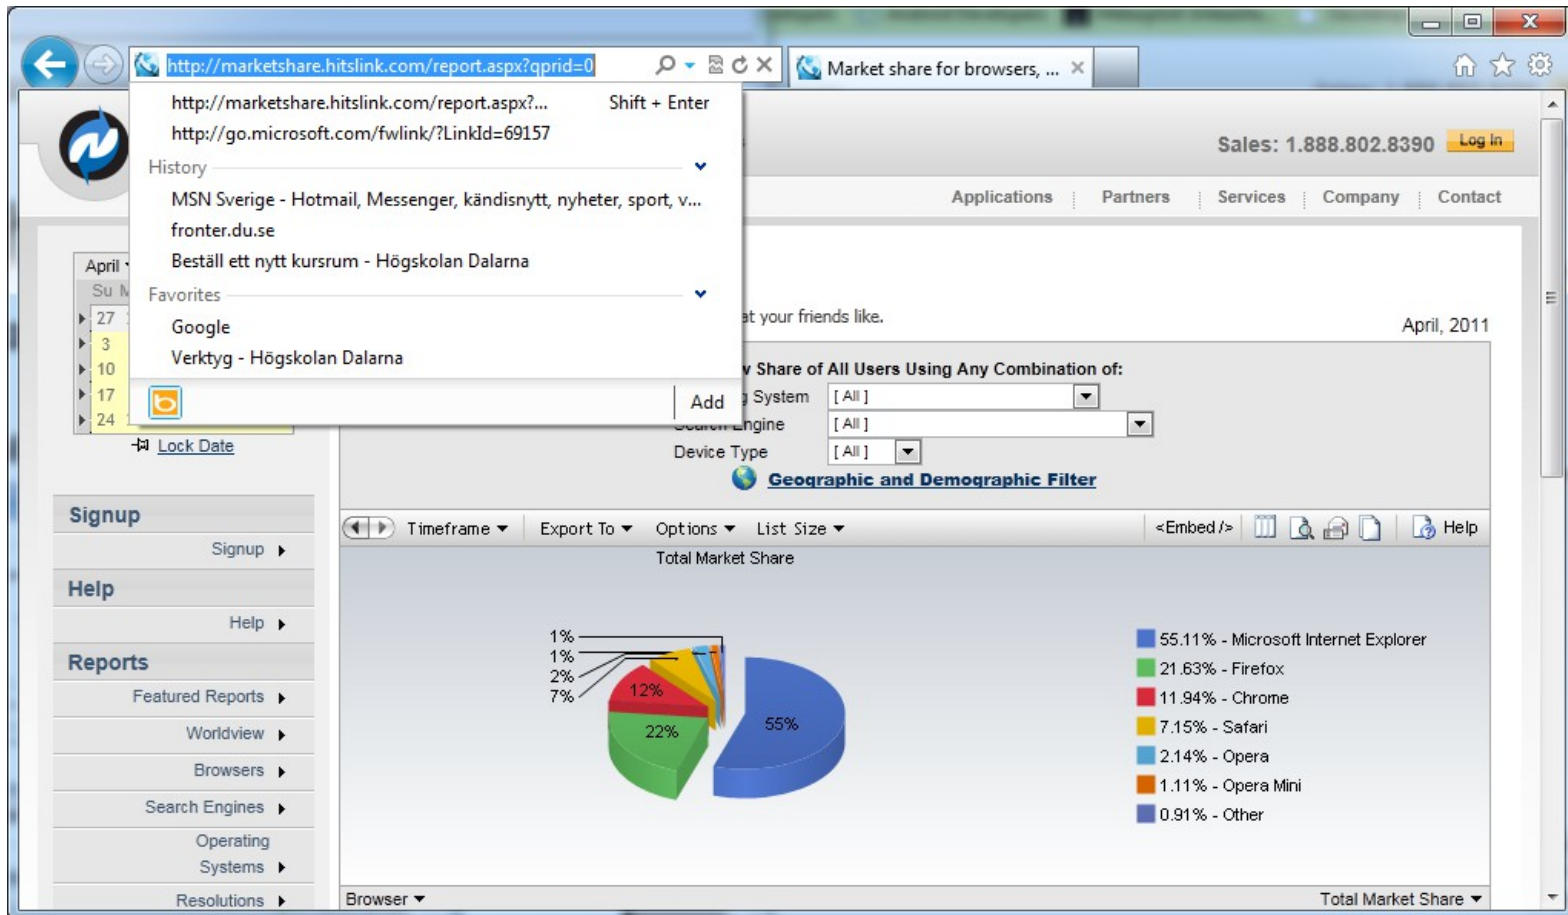 http://marketshare.hitslink.com/report.aspx?qprid=0
Market share for browsers, ...
http://marketshare.hitslink.com/report.aspx?... Shift + Enter
http://go.microsoft.com/fwlink/?LinkId=69157
History
MSN Sverige - Hotmail, Messenger, kändisnytt, nyheter, sport, v...
fronter.du.se
Beställ ett nytt kursrum - Högskolan Dalarna
Favorites
Google
Verktyg - Högskolan Dalarna
Add
Sales: 1.888.802.8390 Log In
Applications Partners Services Company Contact
April
Su
27
3
10
17
24
Lock Date
at your friends like.
April, 2011
Share of All Users Using Any Combination of:
System [ All ]
Search Engine [ All ]
Device Type [ All ]
Geographic and Demographic Filter
Signup
Signup
Help
Help
Reports
Featured Reports
Worldview
Browsers
Search Engines
Operating
Systems
Resolutions
Timeframe Export To Options List Size <Embed /> Help
Total Market Share
1%
1%
2%
7%
12%
22%
55%
55.11% - Microsoft Internet Explorer
21.63% - Firefox
11.94% - Chrome
7.15% - Safari
2.14% - Opera
1.11% - Opera Mini
0.91% - Other
Browser Total Market Share